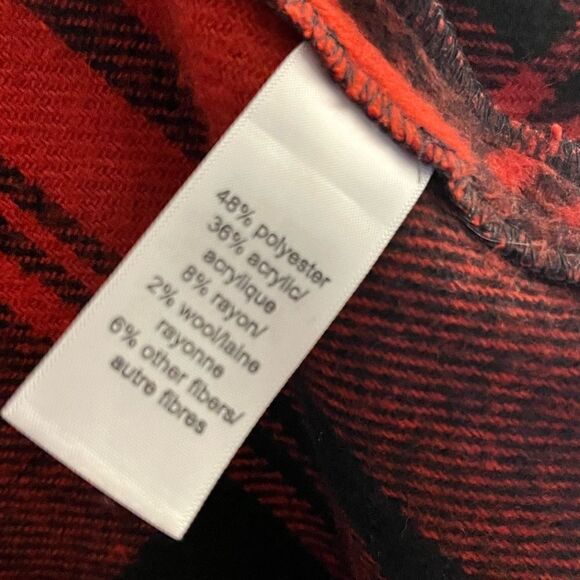 48% polyester
36% acrylic/
acrylique
8% rayon/
2% wool/laine
rayonne
6% other fibers/
autre fibres